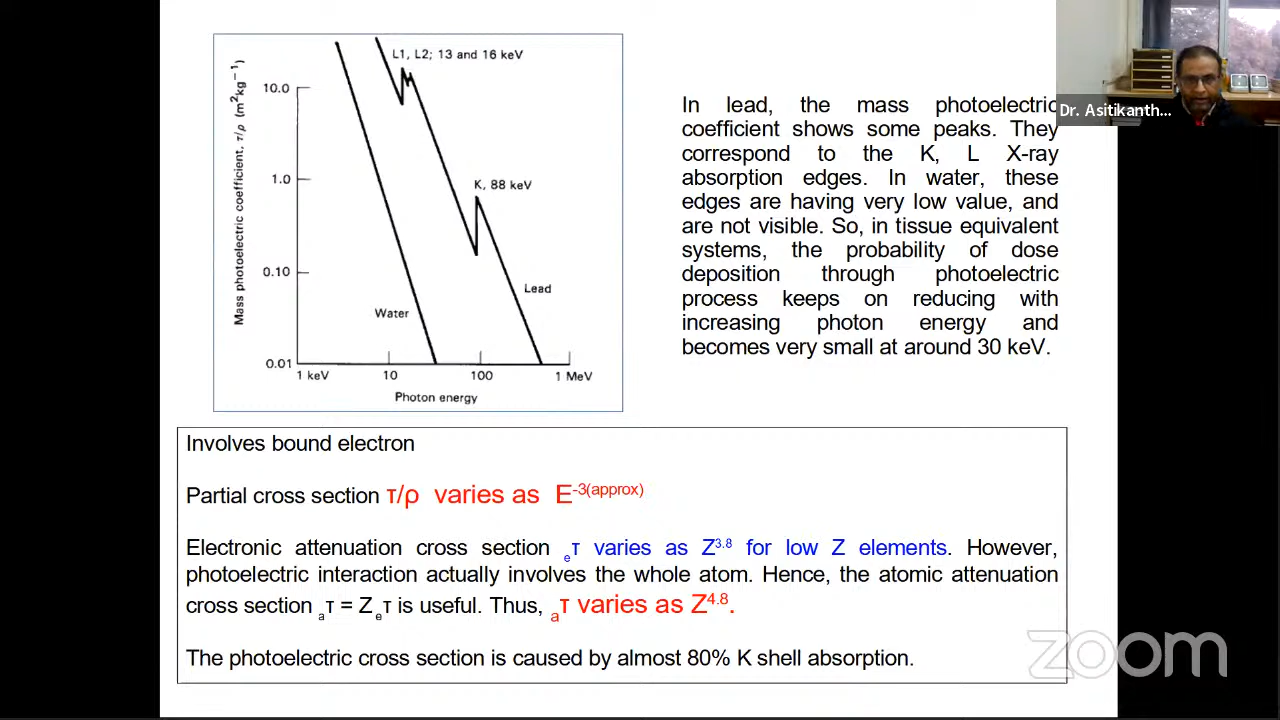 L1, L2; 13 and 16 keV
Mass photoelectric coefficient, τ/ρ (m²kg⁻¹)
10.0
1.0
0.10
0.01
K, 88 keV
Lead
Water
1 keV 10 100 1 MeV
Photon energy
In lead, the mass photoelectric
coefficient shows some peaks. They
correspond to the K, L X-ray
absorption edges. In water, these
edges are having very low value, and
are not visible. So, in tissue equivalent
systems, the probability of dose
deposition through photoelectric
process keeps on reducing with
increasing photon energy and
becomes very small at around 30 keV.
Dr. Asitikanth...
Involves bound electron
Partial cross section τ/ρ varies as E⁻³⁽ᵃᵖᵖʳᵒˣ⁾
Electronic attenuation cross section ₑτ varies as Z³·⁸ for low Z elements. However,
photoelectric interaction actually involves the whole atom. Hence, the atomic attenuation
cross section ₐτ = Z ₑτ is useful. Thus, ₐτ varies as Z⁴·⁸.
The photoelectric cross section is caused by almost 80% K shell absorption.
zoom